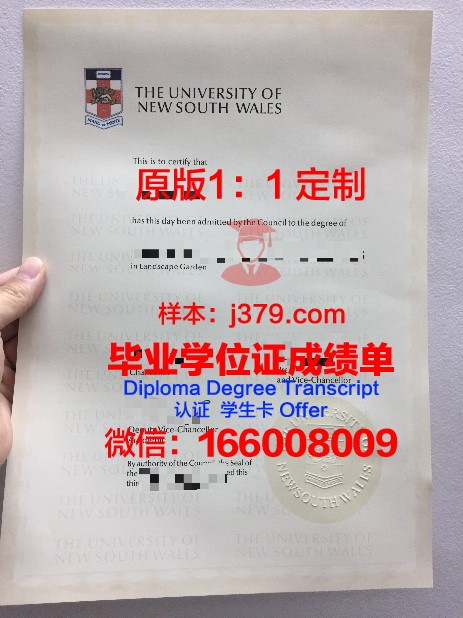 THE UNIVERSITY OF
NEW SOUTH WALES
This is to certify that
原版1：1 定制
has this day been admitted by the Council to the degree of
in Landscape Garden
样本：j379.com
毕业学位证成绩单
and Vice-Chancellor
Diploma Degree Transcript
认证 学生卡 Offer
Deputy Vice-Chancellor
微信：166008009
By authority of the Council, the Seal of
the
ed this
UNIVERSITY OF
NEW SOUTH WALES